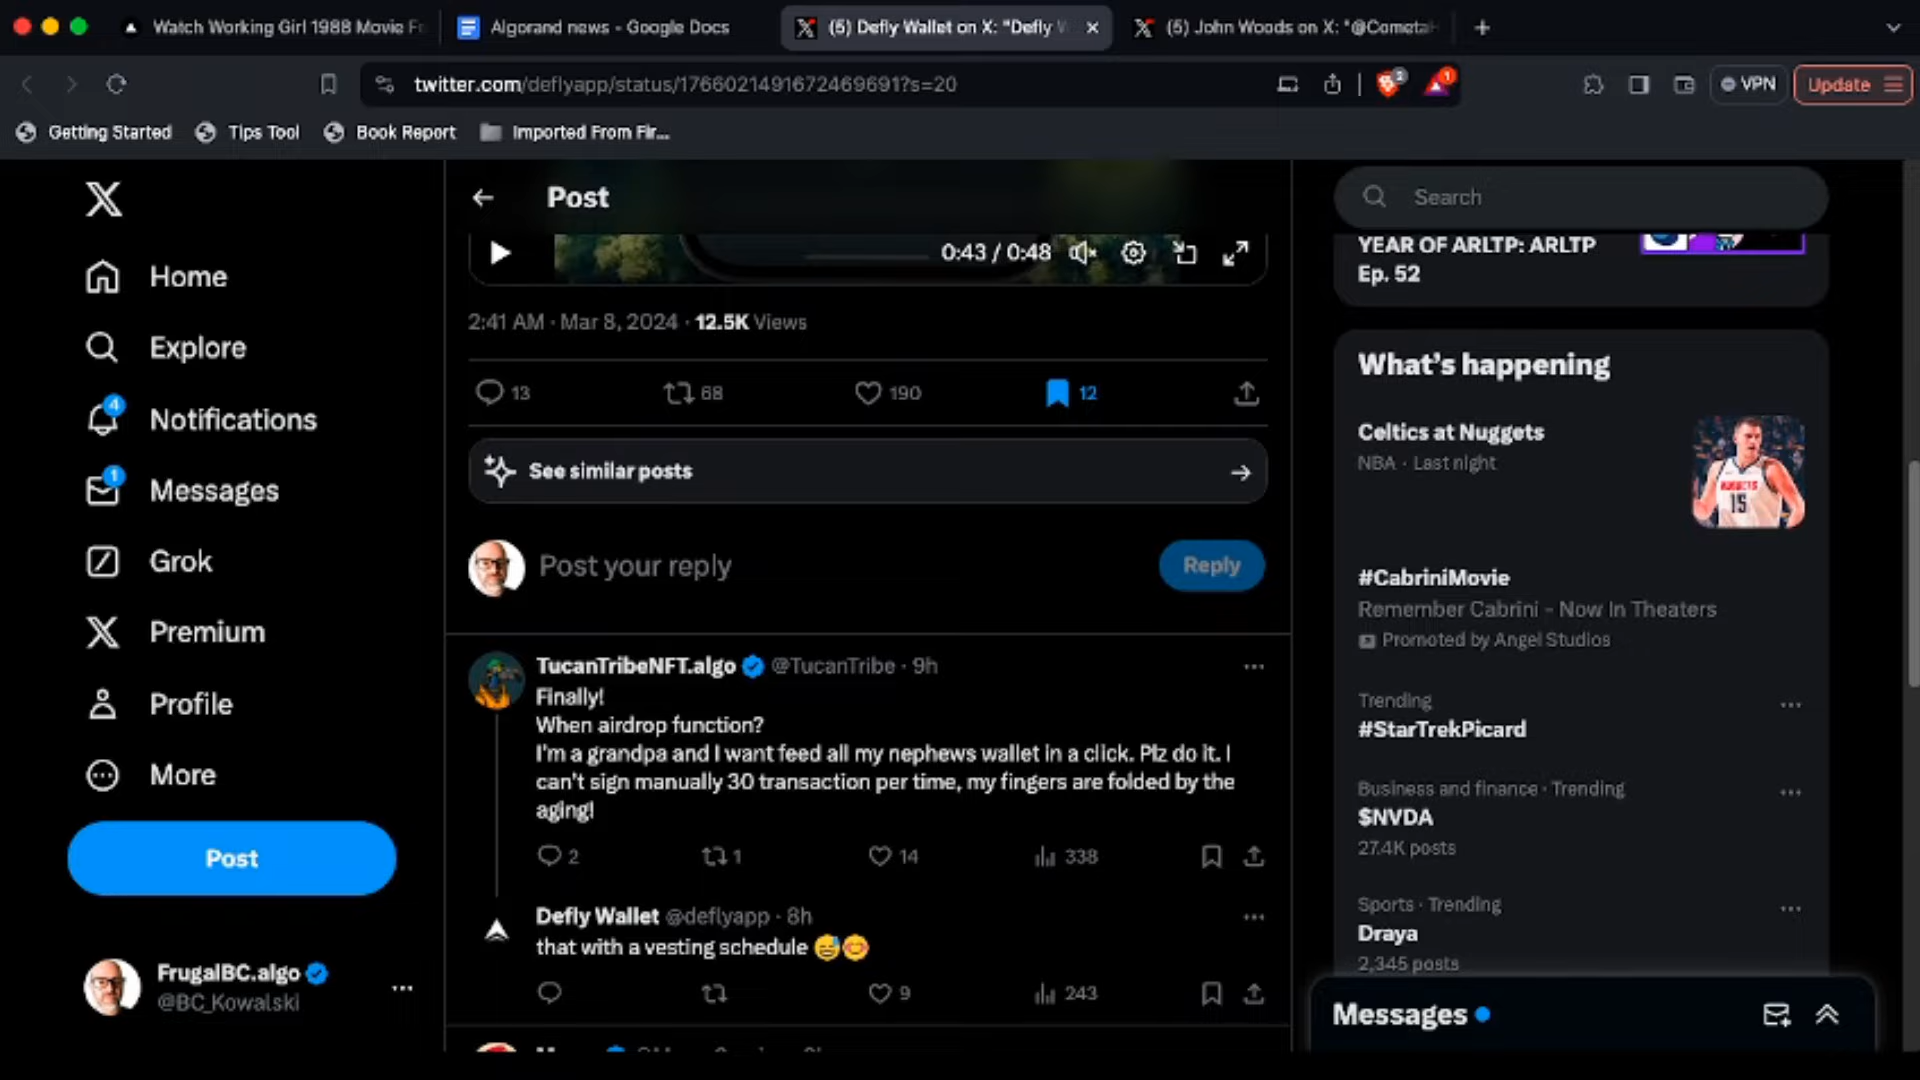 Watch Working Girl 1988 Movie Fr
Algorand news - Google Docs
(5) Defly Wallet on X: "Defly W
(5) John Woods on X: "@Cometa
twitter.com/deflyapp/status/1766021491672469691?s=20
2
1
VPN
Update
Getting Started
Tips Tool
Book Report
Imported From Fir...
Home
Explore
4
Notifications
1
Messages
Grok
Premium
Profile
More
Post
FrugalBC.algo
@BC_Kowalski
Post
0:43 / 0:48
2:41 AM · Mar 8, 2024 · 12.5K Views
13
68
190
12
See similar posts
Post your reply
Reply
TucanTribeNFT.algo @TucanTribe · 9h
Finally!
When airdrop function?
I'm a grandpa and I want feed all my nephews wallet in a click. Plz do it. I
can't sign manually 30 transaction per time, my fingers are folded by the
aging!
2
1
14
338
Defly Wallet @deflyapp · 8h
that with a vesting schedule 😅😊
9
243
Search
YEAR OF ARLTP: ARLTP
Ep. 52
What's happening
Celtics at Nuggets
NBA · Last night
NUGGETS
15
#CabriniMovie
Remember Cabrini - Now In Theaters
Promoted by Angel Studios
Trending
#StarTrekPicard
Business and finance · Trending
$NVDA
27.4K posts
Sports · Trending
Draya
2,345 posts
Messages